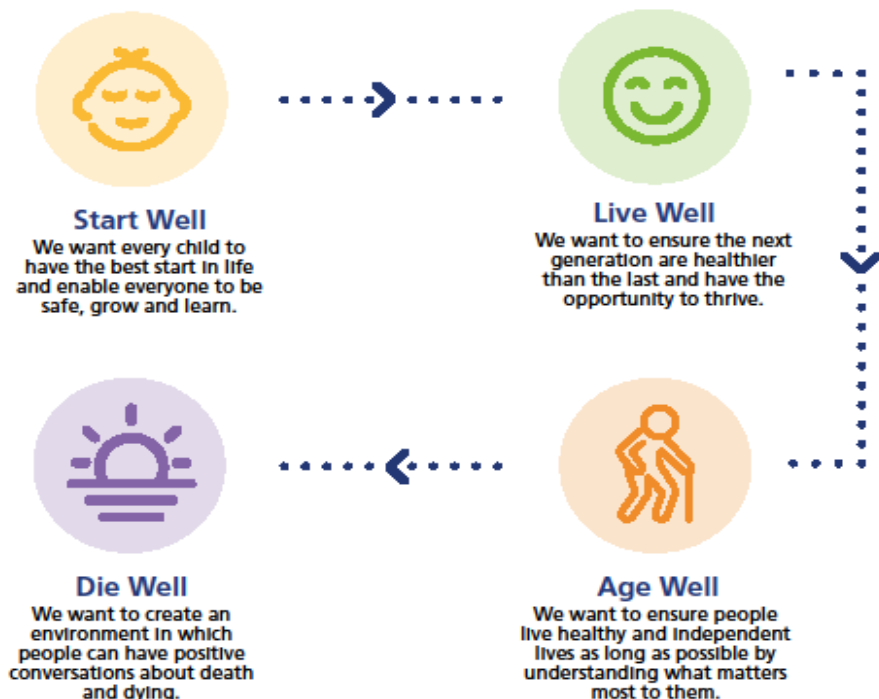 Start Well
We want every child to
have the best start in life
and enable everyone to be
safe, grow and learn.
Live Well
We want to ensure the next
generation are healthier
than the last and have the
opportunity to thrive.
Age Well
We want to ensure people
live healthy and independent
lives as long as possible by
understanding what matters
most to them.
Die Well
We want to create an
environment in which
people can have positive
conversations about death
and dying.